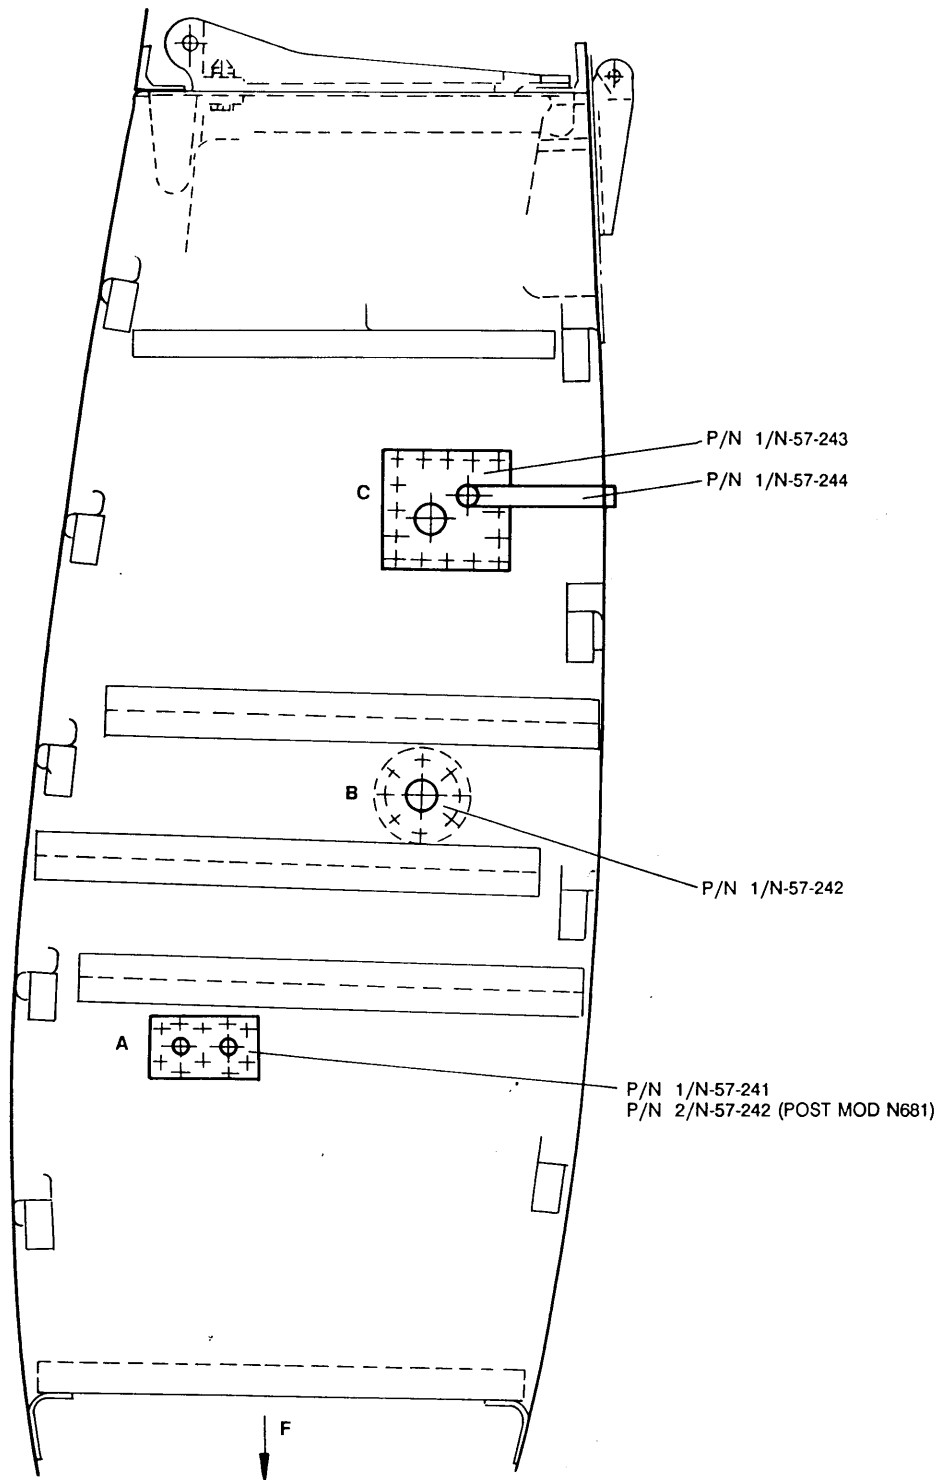 P/N 1/N-57-243
C
P/N 1/N-57-244
B
P/N 1/N-57-242
A
P/N 1/N-57-241
P/N 2/N-57-242 (POST MOD N681)
F